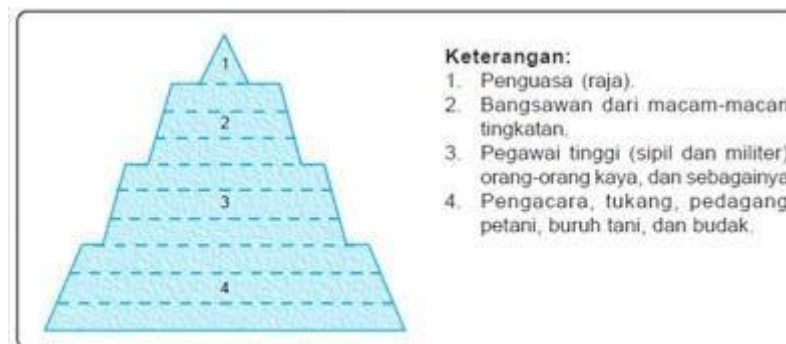 1
2
3
4
Keterangan:
1. Penguasa (raja).
2. Bangsawan dari macam-macam
tingkatan.
3. Pegawai tinggi (sipil dan militer)
orang-orang kaya, dan sebagainya
4. Pengacara, tukang, pedagang
petani, buruh tani, dan budak.